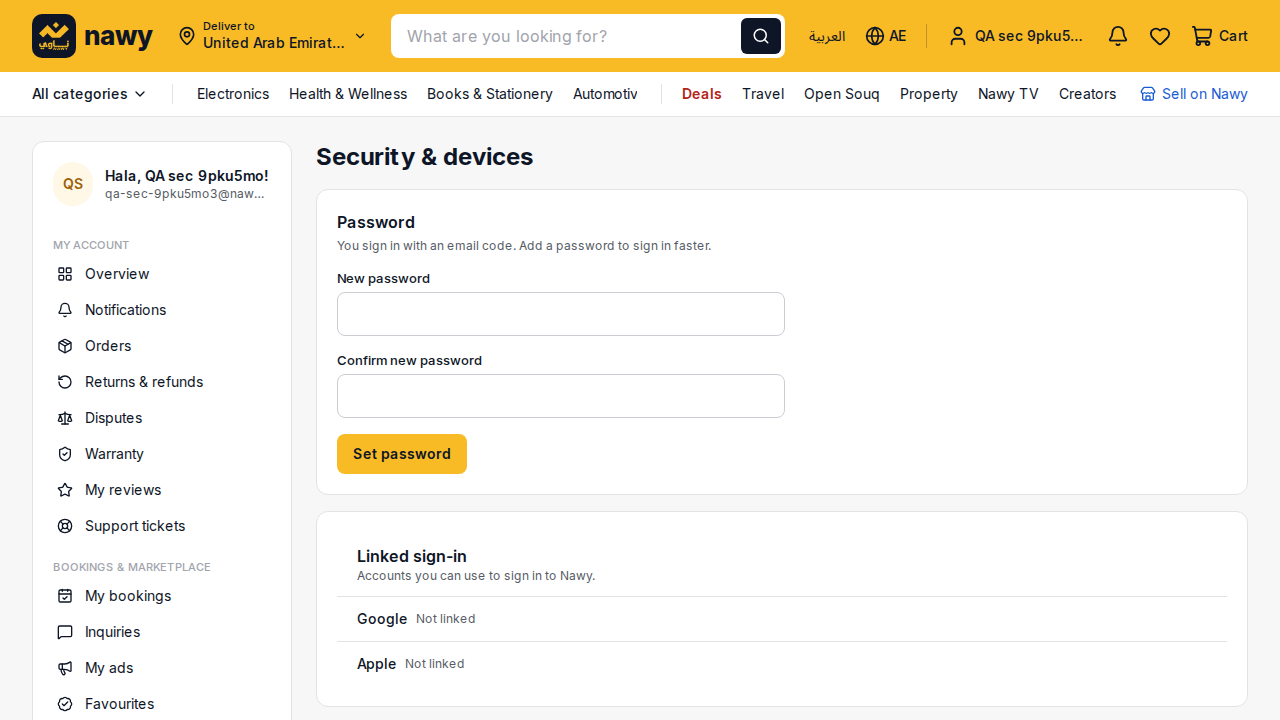 نـاوي
NAWY
nawy
Deliver to
United Arab Emirat...
What are you looking for?
العربية
AE
QA sec 9pku5...
Cart
All categories
Electronics
Health & Wellness
Books & Stationery
Automotiv
Deals
Travel
Open Souq
Property
Nawy TV
Creators
Sell on Nawy
QS
Hala, QA sec 9pku5mo!
qa-sec-9pku5mo3@naw...
MY ACCOUNT
Overview
Notifications
Orders
Returns & refunds
Disputes
Warranty
My reviews
Support tickets
BOOKINGS & MARKETPLACE
My bookings
Inquiries
My ads
Favourites
Security & devices
Password
You sign in with an email code. Add a password to sign in faster.
New password
Confirm new password
Set password
Linked sign-in
Accounts you can use to sign in to Nawy.
Google Not linked
Apple Not linked